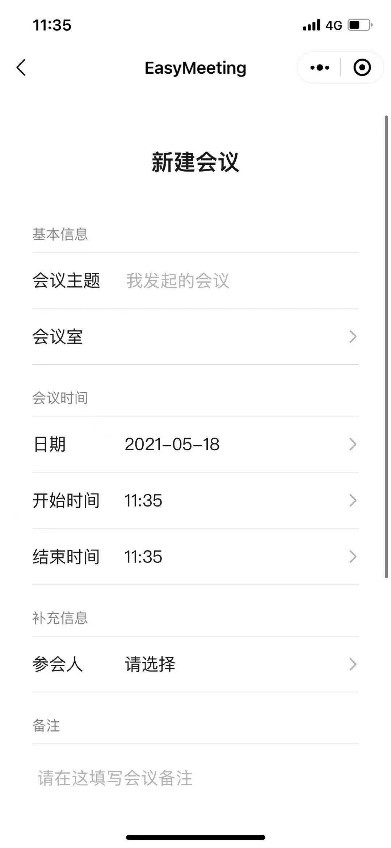 11:35 4G
EasyMeeting
新建会议
基本信息
会议主题 我发起的会议
会议室
会议时间
日期 2021-05-18
开始时间 11:35
结束时间 11:35
补充信息
参会人 请选择
备注
请在这填写会议备注